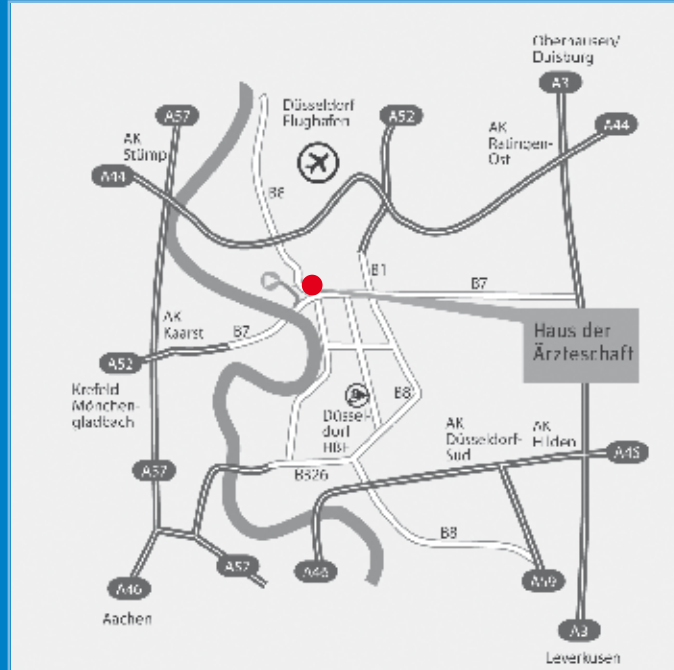 Oberhausen/
Duisburg
A3
A57
Düsseldorf
Flughafen
A52
A44
AK
Stümp
AK
Ratingen-
Ost
A44
B8
B1
B7
AK
Kaarst
B7
Haus der
Ärzteschaft
A52
Krefeld
Mönchen-
gladbach
Düssel-
dorf
HBF
B8
AK
Düsseldorf-
Süd
AK
Hilden
A46
A57
B326
B8
A57
A46
A46
A59
Aachen
A3
Leverkusen